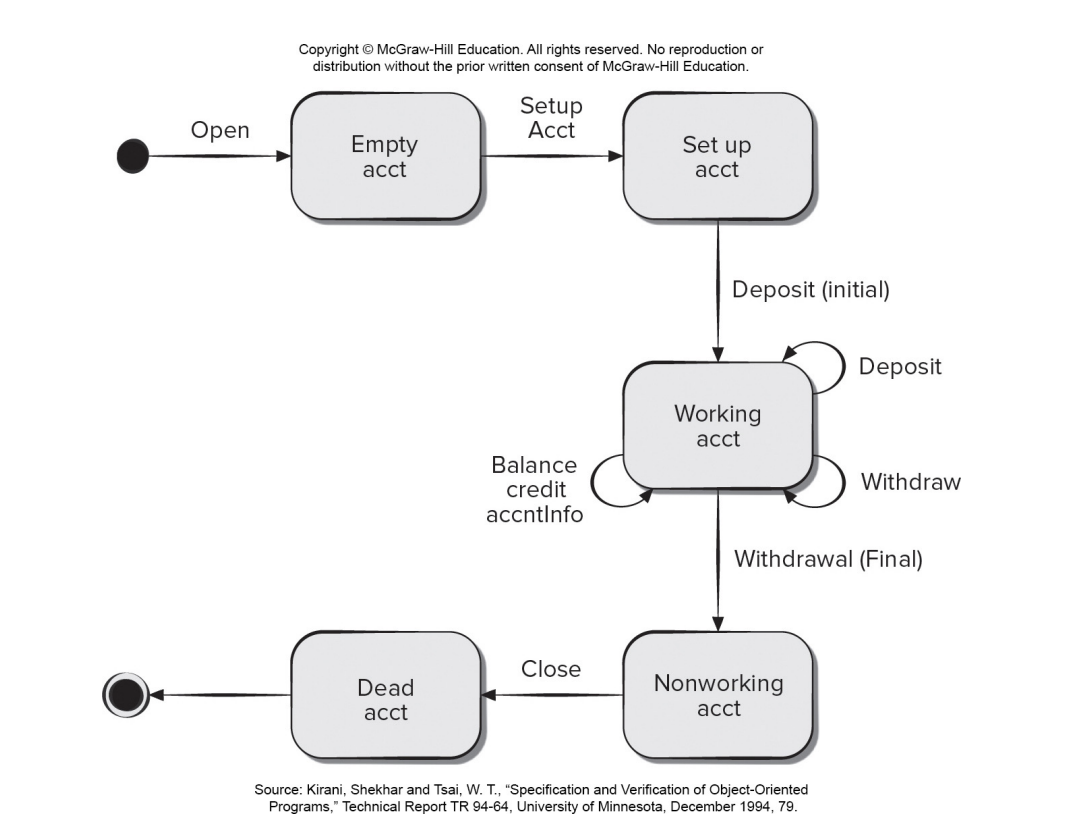 Copyright © McGraw-Hill Education. All rights reserved. No reproduction or
distribution without the prior written consent of McGraw-Hill Education.
Open
Empty
acct
Setup
Acct
Set up
acct
Deposit (initial)
Deposit
Working
acct
Balance
credit
accntInfo
Withdraw
Withdrawal (Final)
Dead
acct
Close
Nonworking
acct
Source: Kirani, Shekhar and Tsai, W. T., “Specification and Verification of Object-Oriented
Programs,” Technical Report TR 94-64, University of Minnesota, December 1994, 79.